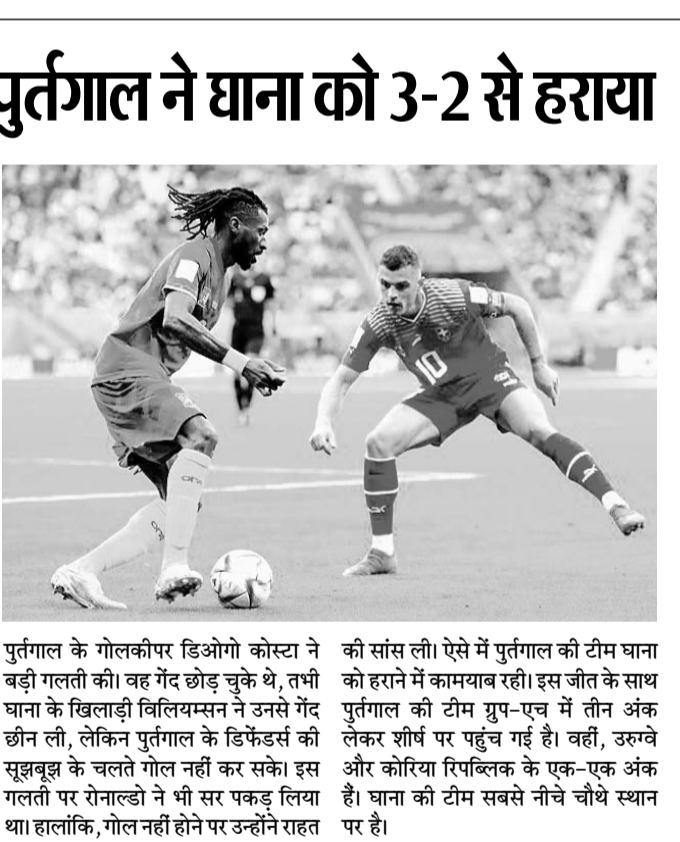 पुर्तगाल ने घाना को 3-2 से हराया
10
पुर्तगाल के गोलकीपर डिओगो कोस्टा ने
बड़ी गलती की। वह गेंद छोड़ चुके थे, तभी
घाना के खिलाड़ी विलियम्सन ने उनसे गेंद
छीन ली, लेकिन पुर्तगाल के डिफेंडर्स की
सूझबूझ के चलते गोल नहीं कर सके। इस
गलती पर रोनाल्डो ने भी सर पकड़ लिया
था। हालांकि, गोल नहीं होने पर उन्होंने राहत
की सांस ली। ऐसे में पुर्तगाल की टीम घाना
को हराने में कामयाब रही। इस जीत के साथ
पुर्तगाल की टीम ग्रुप-एच में तीन अंक
लेकर शीर्ष पर पहुंच गई है। वहीं, उरुग्वे
और कोरिया रिपब्लिक के एक-एक अंक
हैं। घाना की टीम सबसे नीचे चौथे स्थान
पर है।